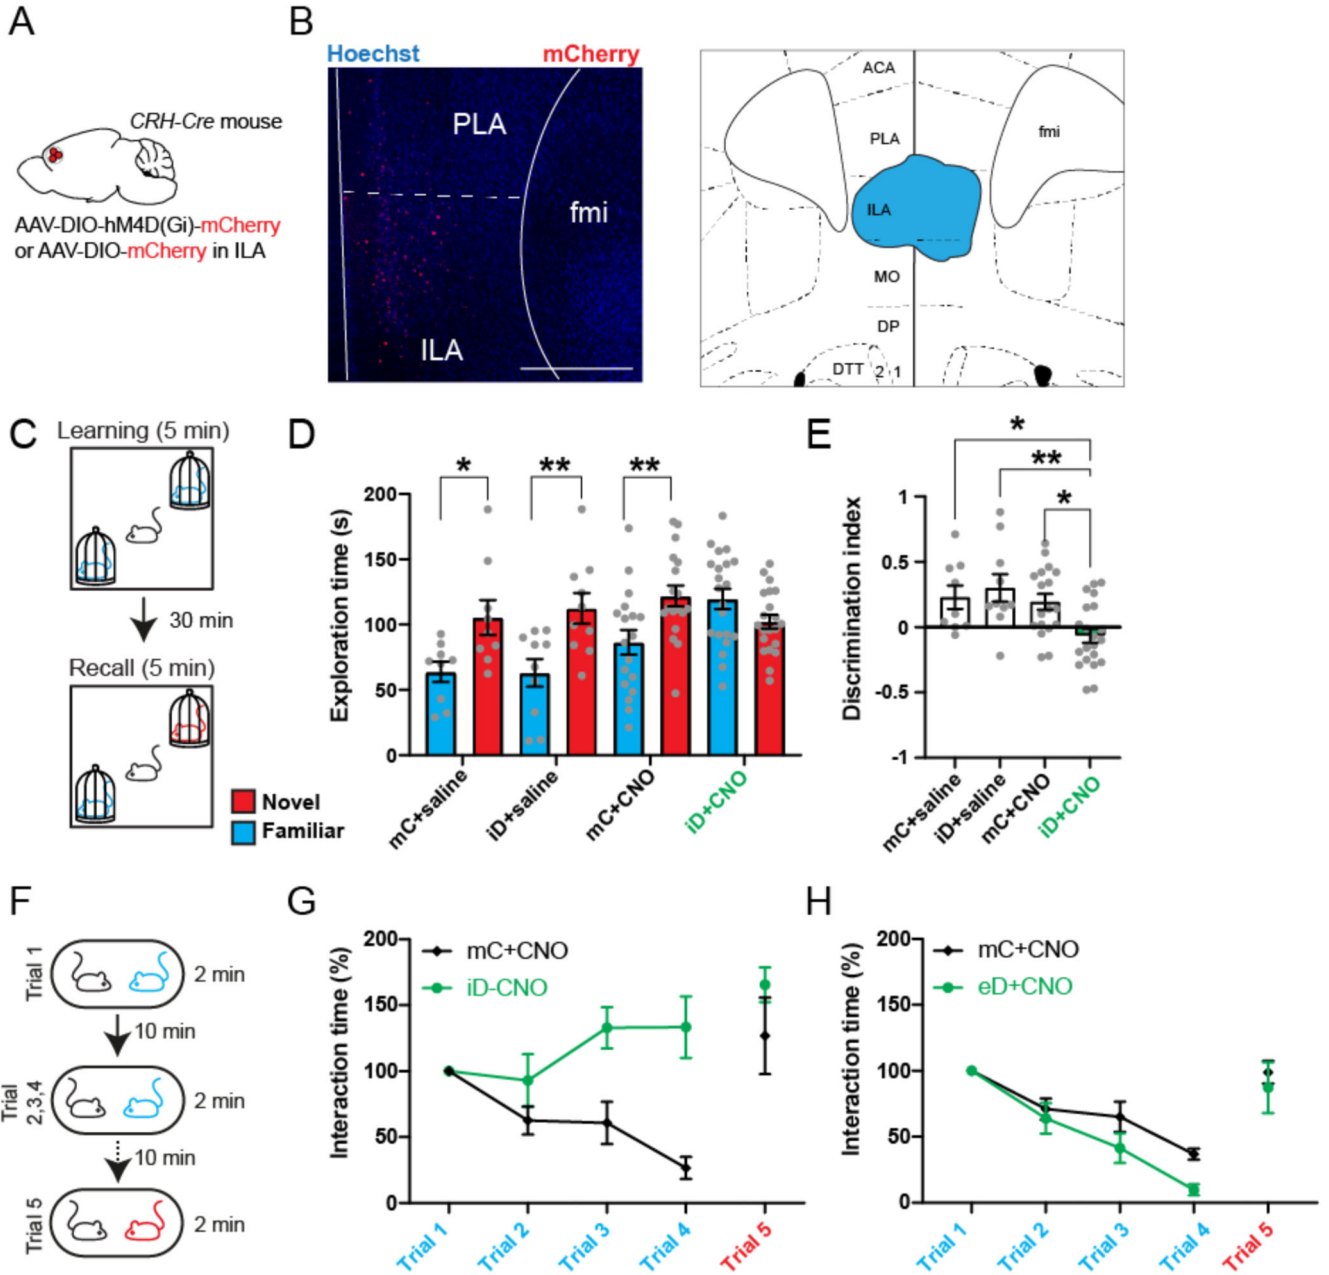 A
CRH-Cre mouse
AAV-DIO-hM4D(Gi)-mCherry
or AAV-DIO-mCherry in ILA
B
Hoechst mCherry
PLA
fmi
ILA
ACA
PLA
fmi
ILA
MO
DP
DTT 2 1
C
Learning (5 min)
30 min
Recall (5 min)
Novel
Familiar
D
Exploration time (s)
200
150
100
50
0
* ** **
mC+saline
iD+saline
mC+CNO
iD+CNO
E
Discrimination index
*
**
*
1
0.5
0
-0.5
-1
mC+saline
iD+saline
mC+CNO
iD+CNO
F
Trial 1
2 min
10 min
Trial
2,3,4
2 min
10 min
Trial 5
2 min
G
Interaction time (%)
200
150
100
50
0
mC+CNO
iD-CNO
Trial 1
Trial 2
Trial 3
Trial 4
Trial 5
H
Interaction time (%)
200
150
100
50
0
mC+CNO
eD+CNO
Trial 1
Trial 2
Trial 3
Trial 4
Trial 5